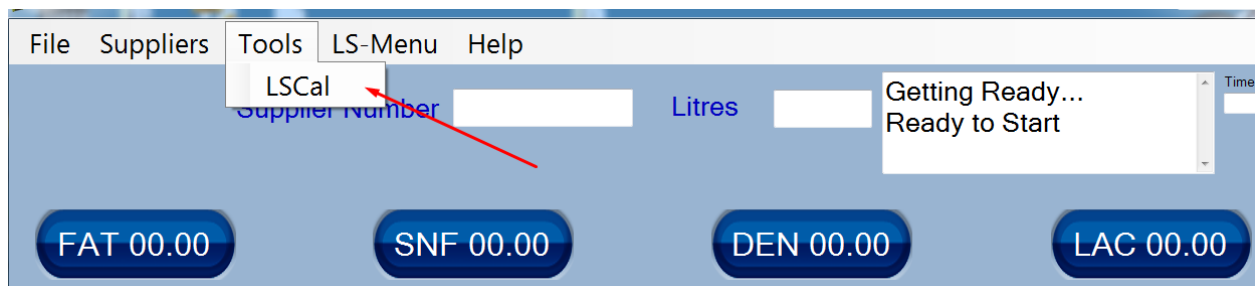 File Suppliers Tools LS-Menu Help
LSCal
Supplier Number
Litres
Getting Ready...
Ready to Start
Time
FAT 00.00
SNF 00.00
DEN 00.00
LAC 00.00